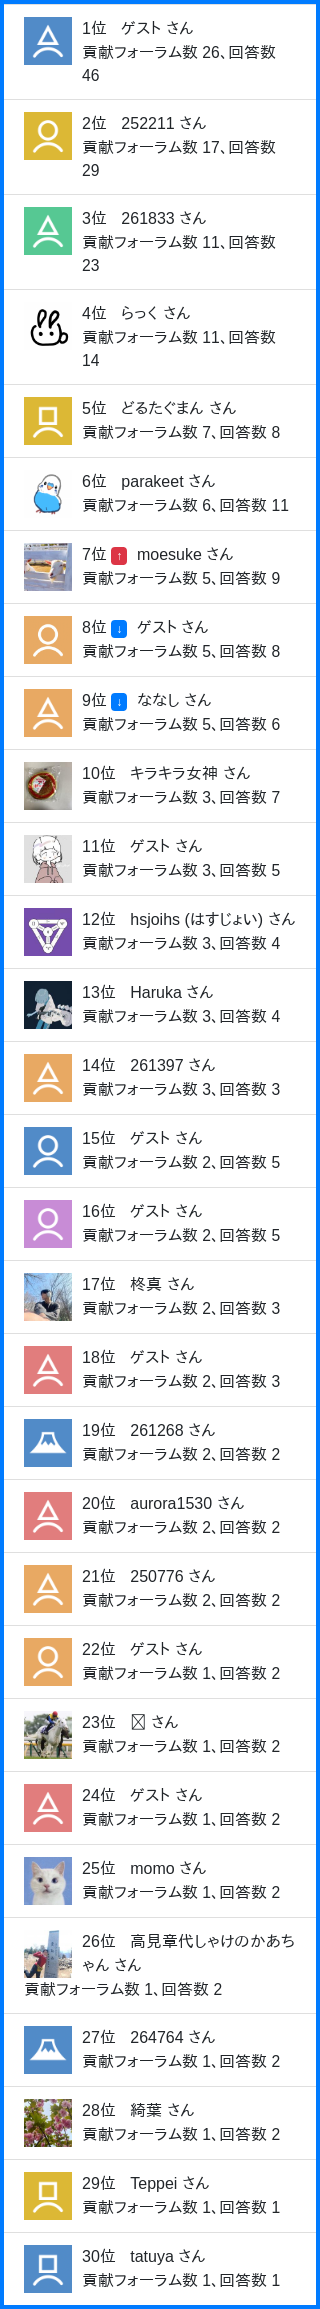 1位 ゲスト さん
貢献フォーラム数 26、回答数
46
2位 252211 さん
貢献フォーラム数 17、回答数
29
3位 261833 さん
貢献フォーラム数 11、回答数
23
4位 らっく さん
貢献フォーラム数 11、回答数
14
5位 どるたぐまん さん
貢献フォーラム数 7、回答数 8
6位 parakeet さん
貢献フォーラム数 6、回答数 11
7位 ↑ moesuke さん
貢献フォーラム数 5、回答数 9
8位 ↓ ゲスト さん
貢献フォーラム数 5、回答数 8
9位 ↓ ななし さん
貢献フォーラム数 5、回答数 6
10位 キラキラ女神 さん
貢献フォーラム数 3、回答数 7
11位 ゲスト さん
貢献フォーラム数 3、回答数 5
12位 hsjoihs (はすじょい) さん
貢献フォーラム数 3、回答数 4
13位 Haruka さん
貢献フォーラム数 3、回答数 4
14位 261397 さん
貢献フォーラム数 3、回答数 3
15位 ゲスト さん
貢献フォーラム数 2、回答数 5
16位 ゲスト さん
貢献フォーラム数 2、回答数 5
17位 柊真 さん
貢献フォーラム数 2、回答数 3
18位 ゲスト さん
貢献フォーラム数 2、回答数 3
19位 261268 さん
貢献フォーラム数 2、回答数 2
20位 aurora1530 さん
貢献フォーラム数 2、回答数 2
21位 250776 さん
貢献フォーラム数 2、回答数 2
22位 ゲスト さん
貢献フォーラム数 1、回答数 2
23位 さん
貢献フォーラム数 1、回答数 2
24位 ゲスト さん
貢献フォーラム数 1、回答数 2
25位 momo さん
貢献フォーラム数 1、回答数 2
26位 高見章代しゃけのかあち
ゃん さん
貢献フォーラム数 1、回答数 2
27位 264764 さん
貢献フォーラム数 1、回答数 2
28位 綺葉 さん
貢献フォーラム数 1、回答数 2
29位 Teppei さん
貢献フォーラム数 1、回答数 1
30位 tatuya さん
貢献フォーラム数 1、回答数 1